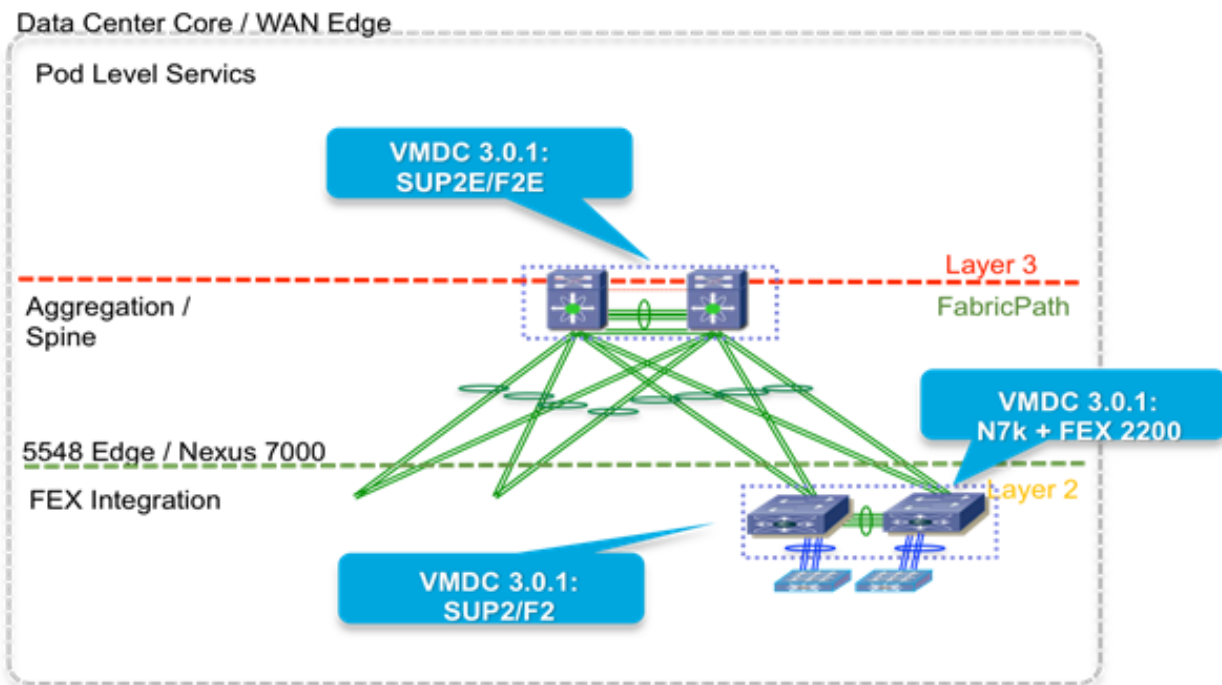 Data Center Core / WAN Edge
Pod Level Servics
VMDC 3.0.1:
SUP2E/F2E
Layer 3
Aggregation /
Spine
FabricPath
VMDC 3.0.1:
N7k + FEX 2200
5548 Edge / Nexus 7000
FEX Integration
Layer 2
VMDC 3.0.1:
SUP2/F2